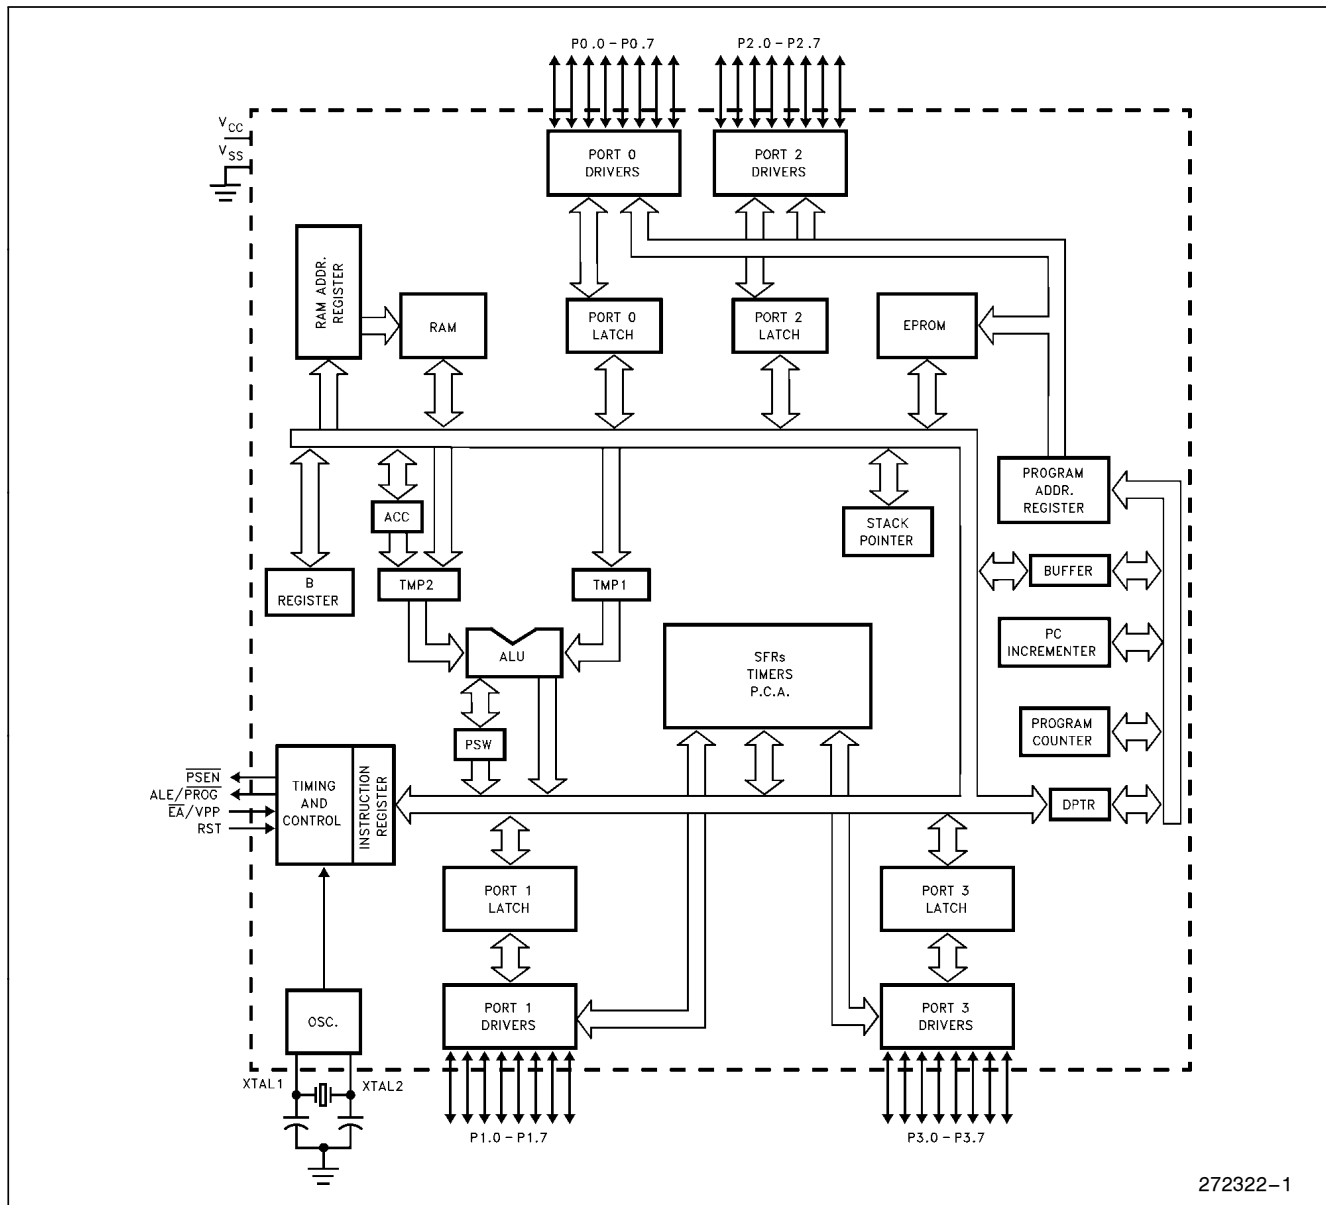 P0.0 – P0.7
P2.0 – P2.7
VCC
VSS
PORT 0
DRIVERS
PORT 2
DRIVERS
RAM ADDR.
REGISTER
RAM
PORT 0
LATCH
PORT 2
LATCH
EPROM
PROGRAM
ADDR.
REGISTER
ACC
STACK
POINTER
B
REGISTER
TMP2
TMP1
BUFFER
ALU
SFRs
TIMERS
P.C.A.
PC
INCREMENTER
PSW
PROGRAM
COUNTER
PSEN
ALE/PROG
EA/VPP
RST
TIMING
AND
CONTROL
INSTRUCTION
REGISTER
DPTR
PORT 1
LATCH
PORT 3
LATCH
OSC.
PORT 1
DRIVERS
PORT 3
DRIVERS
XTAL1
XTAL2
P1.0 – P1.7
P3.0 – P3.7
272322–1